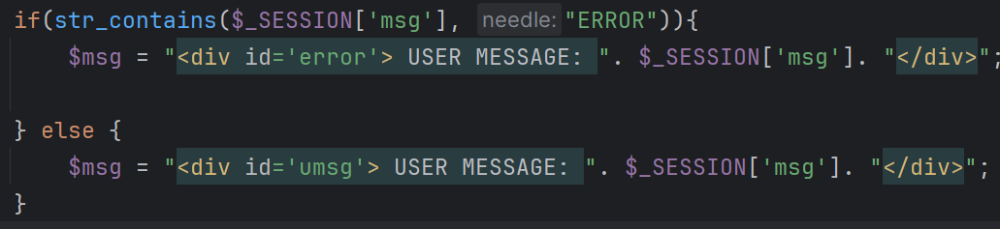 if(str_contains($_SESSION['msg'], needle: "ERROR")){
$msg = "<div id='error'> USER MESSAGE: ". $_SESSION['msg']. "</div>";
} else {
$msg = "<div id='umsg'> USER MESSAGE: ". $_SESSION['msg']. "</div>";
}